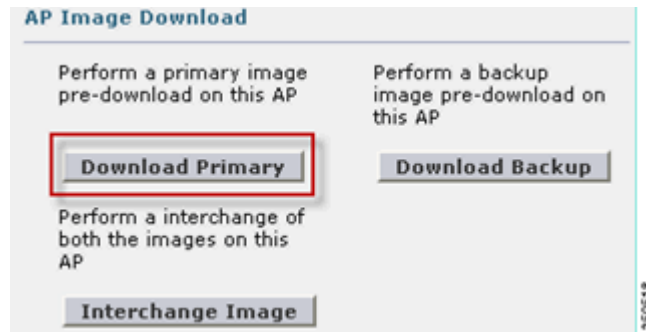 AP Image Download
Perform a primary image
pre-download on this AP
Download Primary
Perform a backup
image pre-download on
this AP
Download Backup
Perform a interchange of
both the images on this
AP
Interchange Image